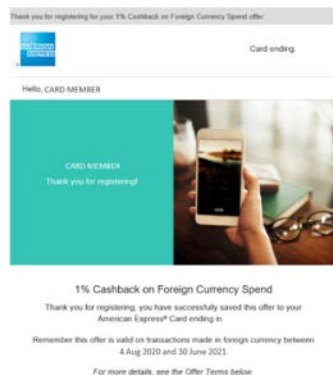 Thank you for registering for your 1% Cashback on Foreign Currency Spend offer
AMERICAN
EXPRESS
Card ending:
Hello, CARD MEMBER
CARD MEMBER
Thank you for registering!
1% Cashback on Foreign Currency Spend
Thank you for registering, you have successfully saved this offer to your
American Express® Card ending in
Remember this offer is valid on transactions made in foreign currency between
4 Aug 2020 and 30 June 2021.
For more details, see the Offer Terms below